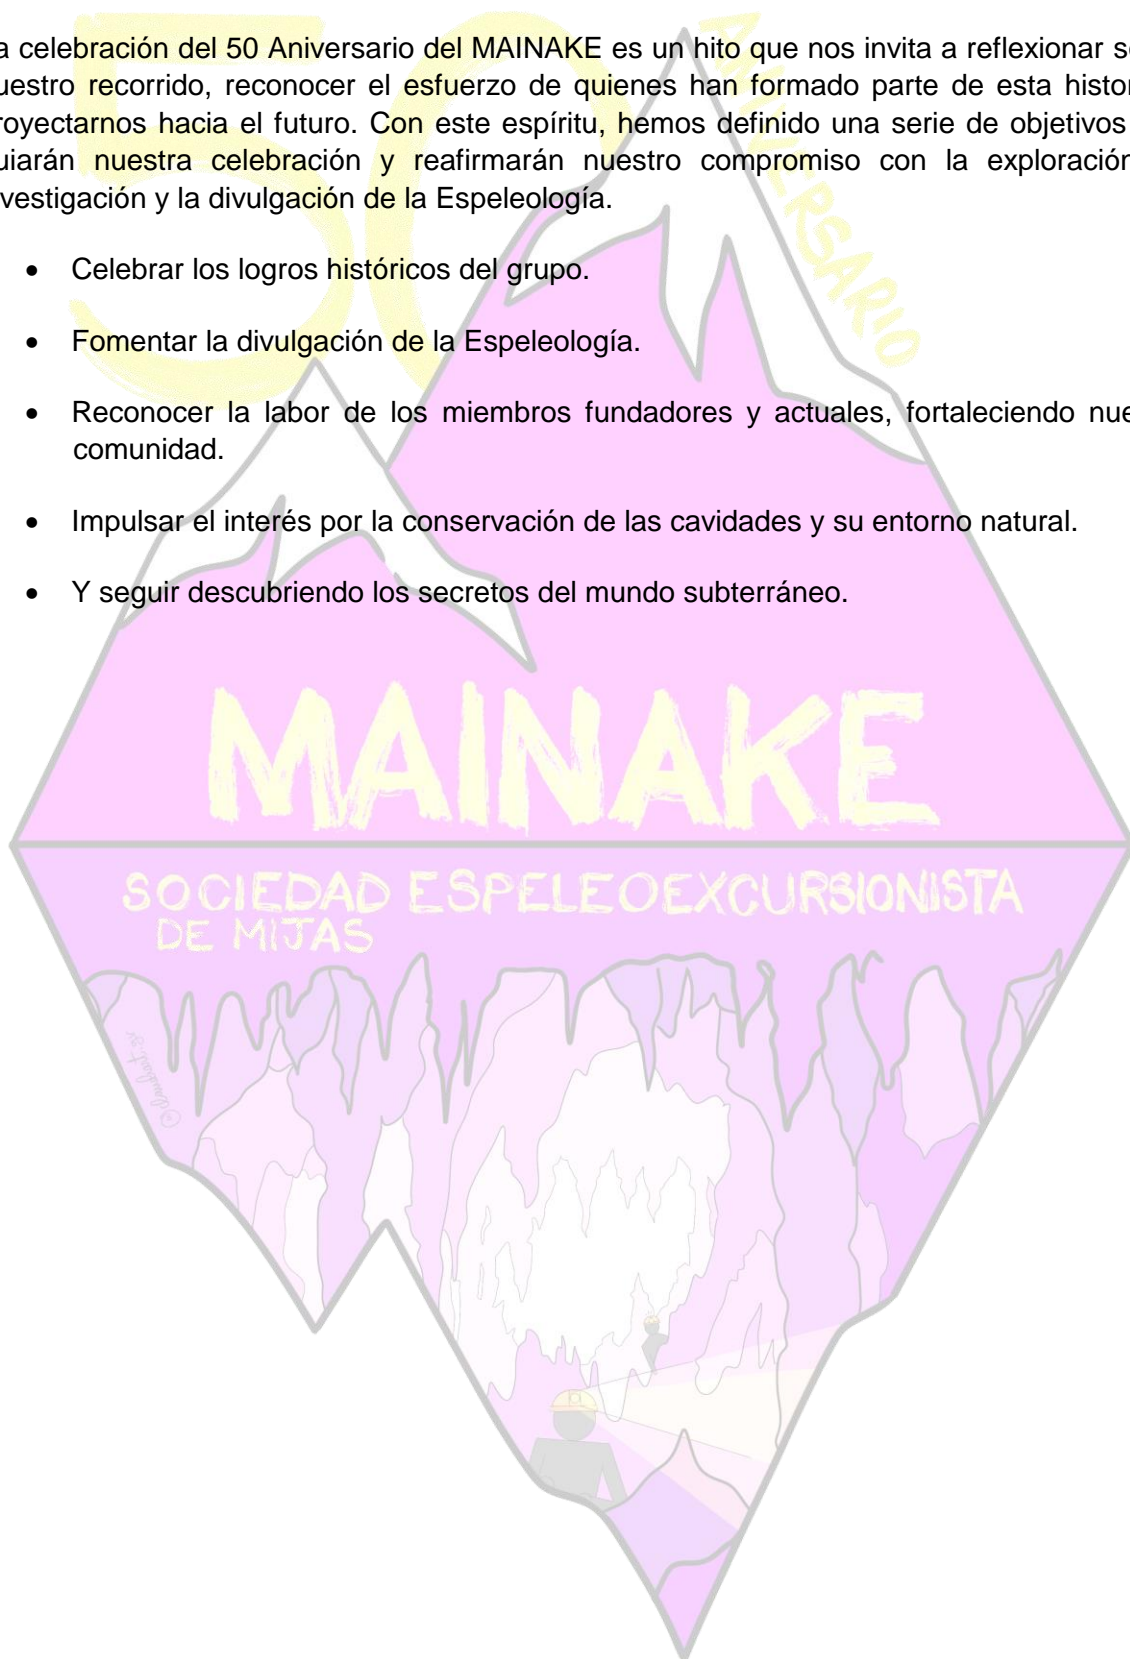 a celebración del 50 Aniversario del MAINAKE es un hito que nos invita a reflexionar s
uestro recorrido, reconocer el esfuerzo de quienes han formado parte de esta histor
royectarnos hacia el futuro. Con este espíritu, hemos definido una serie de objetivos
uiarán nuestra celebración y reafirmarán nuestro compromiso con la exploración
vestigación y la divulgación de la Espeleología.
• Celebrar los logros históricos del grupo.
• Fomentar la divulgación de la Espeleología.
• Reconocer la labor de los miembros fundadores y actuales, fortaleciendo nue
comunidad.
• Impulsar el interés por la conservación de las cavidades y su entorno natural.
• Y seguir descubriendo los secretos del mundo subterráneo.
50
ANIVERSARIO
MAINAKE
SOCIEDAD ESPELEOEXCURSIONISTA
DE MIJAS